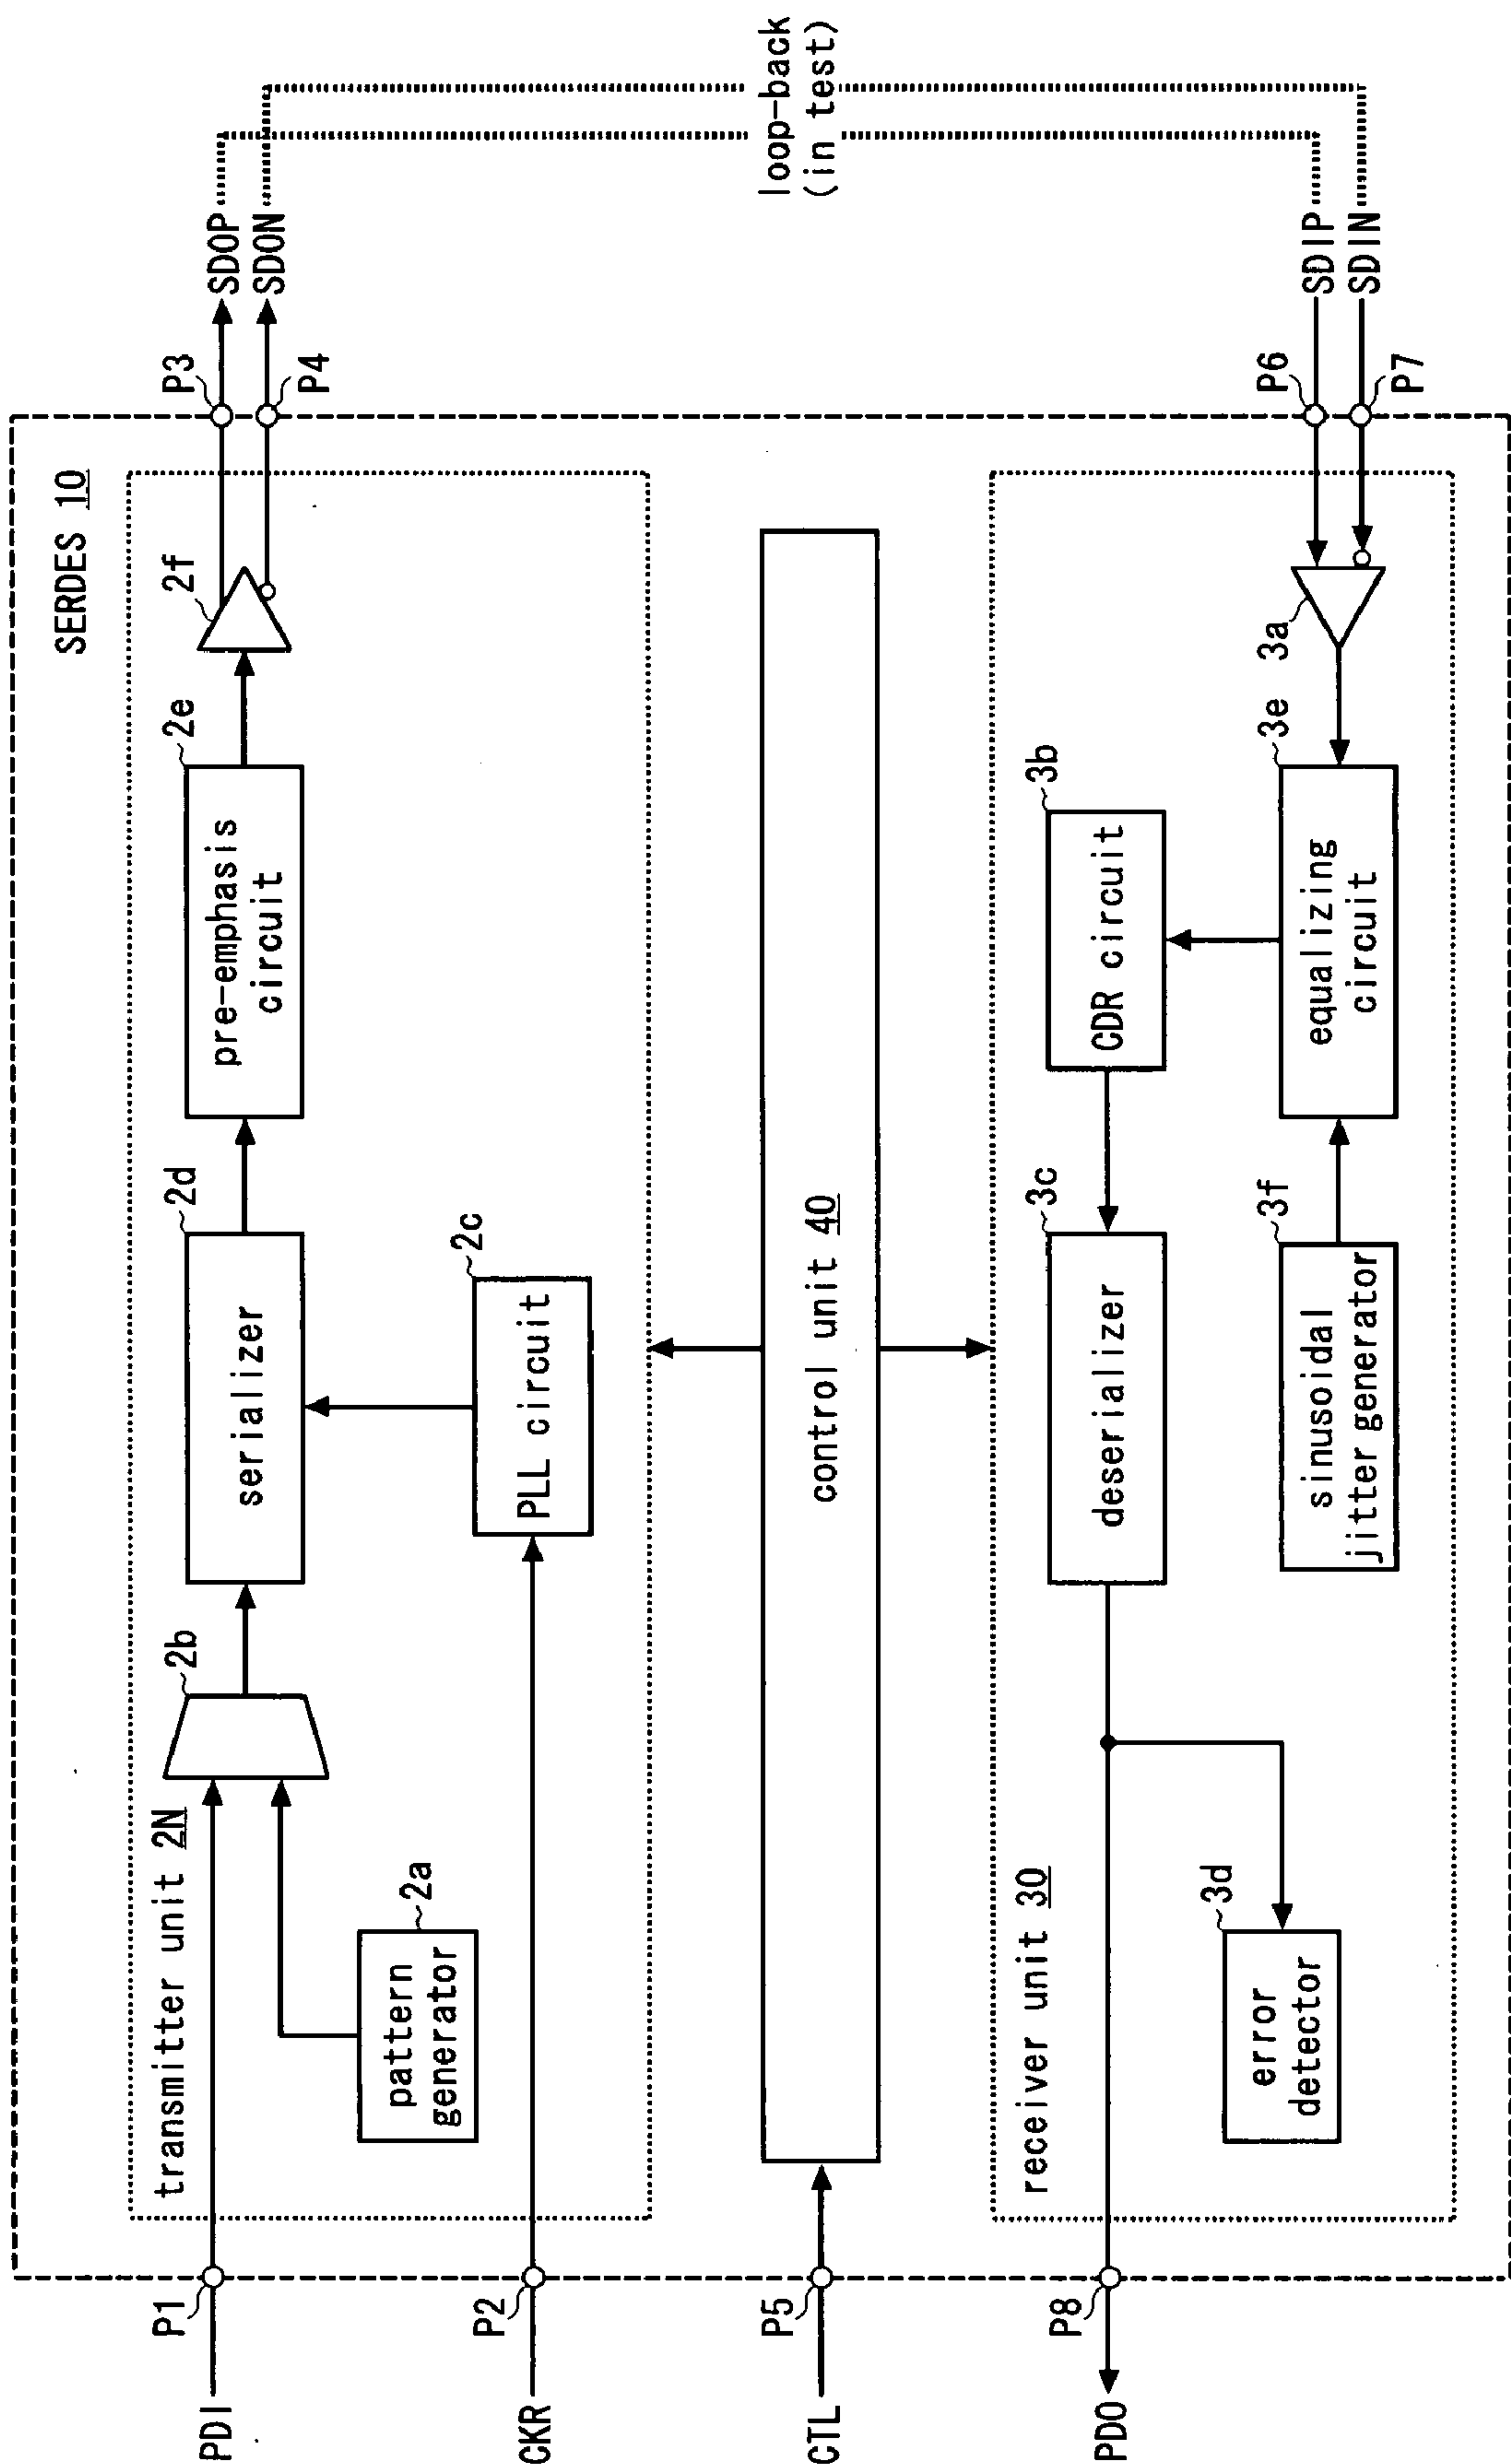 SERDES 10
transmitter unit 2N
PDI
P1
CKR
P2
pattern
generator
2a
2b
serializer
2d
PLL circuit
2c
pre-emphasis
circuit
2e
2f
P3
P4
SDOP
SDON
loop-back
(in test)
CTL
P5
control unit 40
receiver unit 30
PDO
P8
error
detector
3d
deserializer
3c
sinusoidal
jitter generator
3f
CDR circuit
3b
equalizing
circuit
3e
3a
P6
P7
SDIP
SDIN